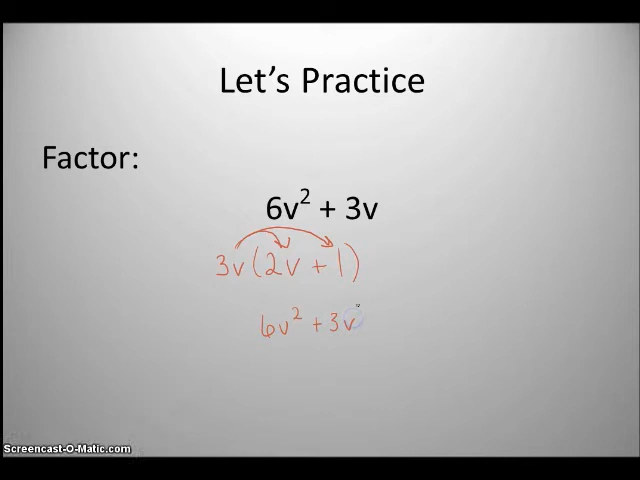 Let's Practice
Factor:
6v² + 3v
3v(2v + 1)
6v² + 3v
Screencast-O-Matic.com